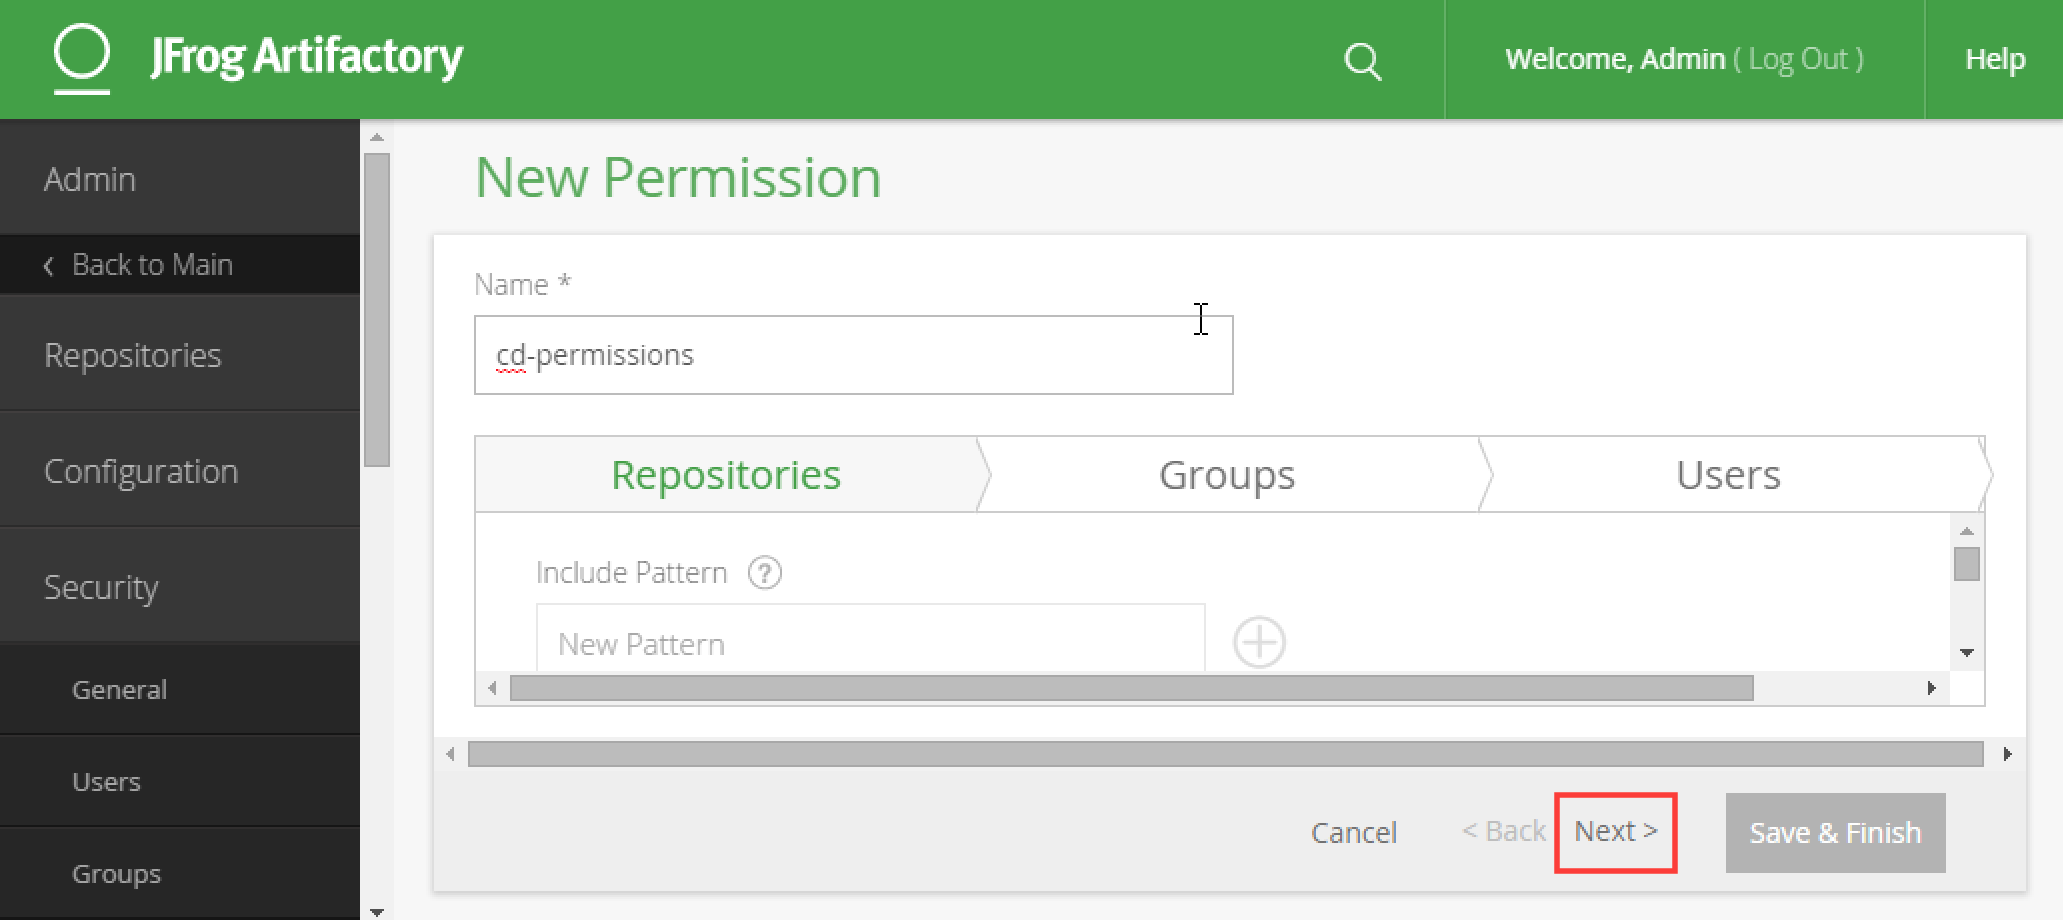 JFrog Artifactory
Welcome, Admin ( Log Out )
Help
Admin
< Back to Main
Repositories
Configuration
Security
General
Users
Groups
New Permission
Name *
cd-permissions
Repositories
Groups
Users
Include Pattern ?
New Pattern
Cancel
< Back
Next >
Save & Finish